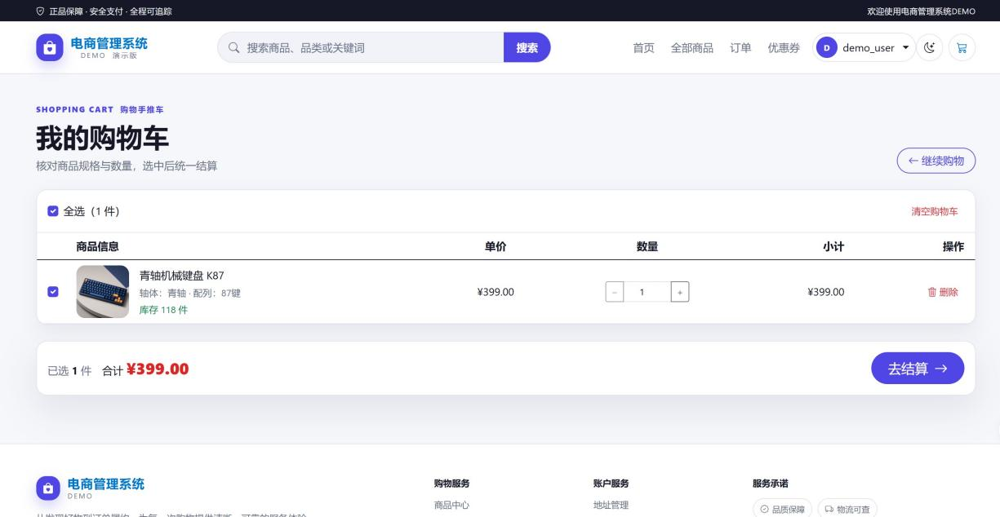 正品保障 · 安全支付 · 全程可追踪
欢迎使用电商管理系统DEMO
电商管理系统
DEMO 演示版
搜索商品、品类或关键词
搜索
首页 全部商品 订单 优惠券
D demo_user
SHOPPING CART 购物手推车
我的购物车
核对商品规格与数量，选中后统一结算
← 继续购物
全选（1 件）
清空购物车
商品信息 单价 数量 小计 操作
青轴机械键盘 K87
轴体：青轴 · 配列：87键
库存 118 件
¥399.00
− 1 +
¥399.00
删除
已选 1 件 合计 ¥399.00
去结算 →
电商管理系统
DEMO
购物服务
商品中心
账户服务
地址管理
服务承诺
品质保障 物流可查